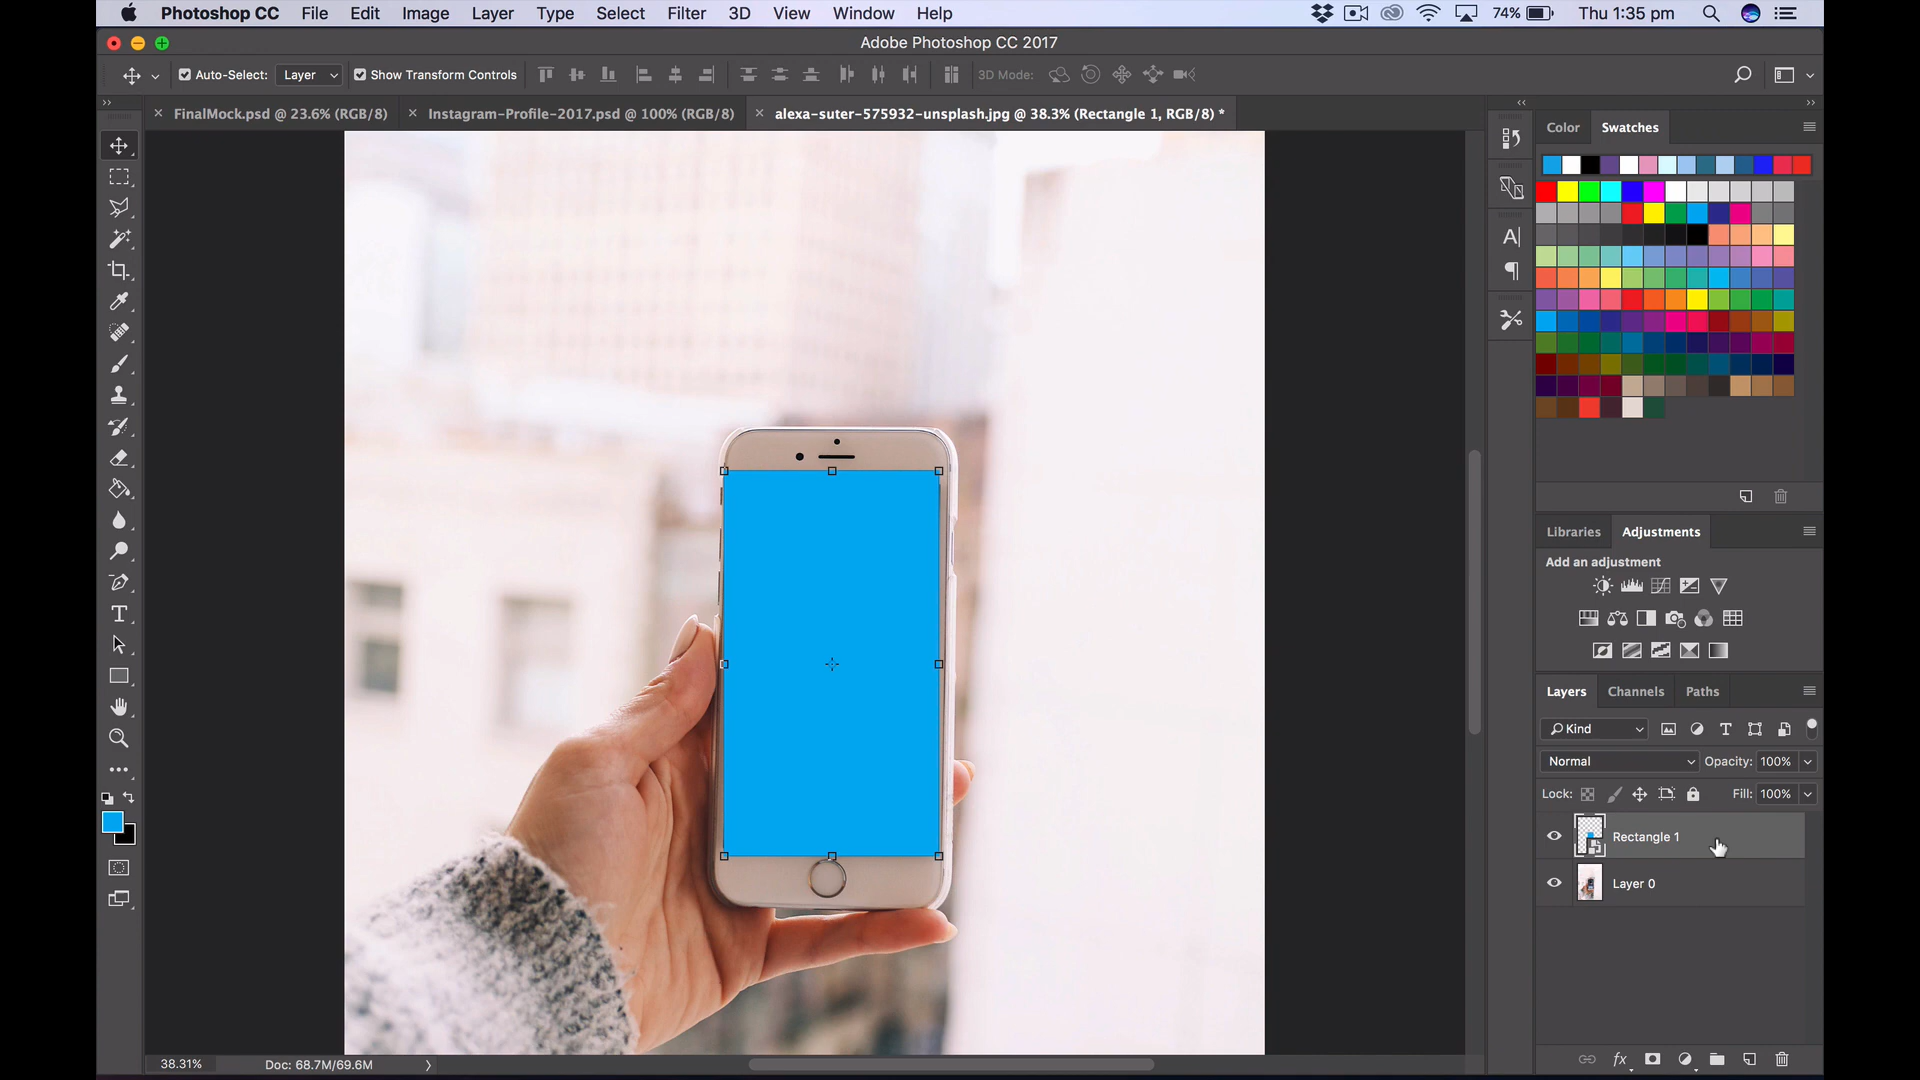 Photoshop CC File Edit Image Layer Type Select Filter 3D View Window Help 74% Thu 1:35 pm
Adobe Photoshop CC 2017
Auto-Select: Layer Show Transform Controls 3D Mode:
FinalMock.psd @ 23.6% (RGB/8) Instagram-Profile-2017.psd @ 100% (RGB/8) alexa-suter-575932-unsplash.jpg @ 38.3% (Rectangle 1, RGB/8) *
Color Swatches
Libraries Adjustments
Add an adjustment
Layers Channels Paths
Kind
Normal Opacity: 100%
Lock: Fill: 100%
Rectangle 1
Layer 0
38.31% Doc: 68.7M/69.6M
fx